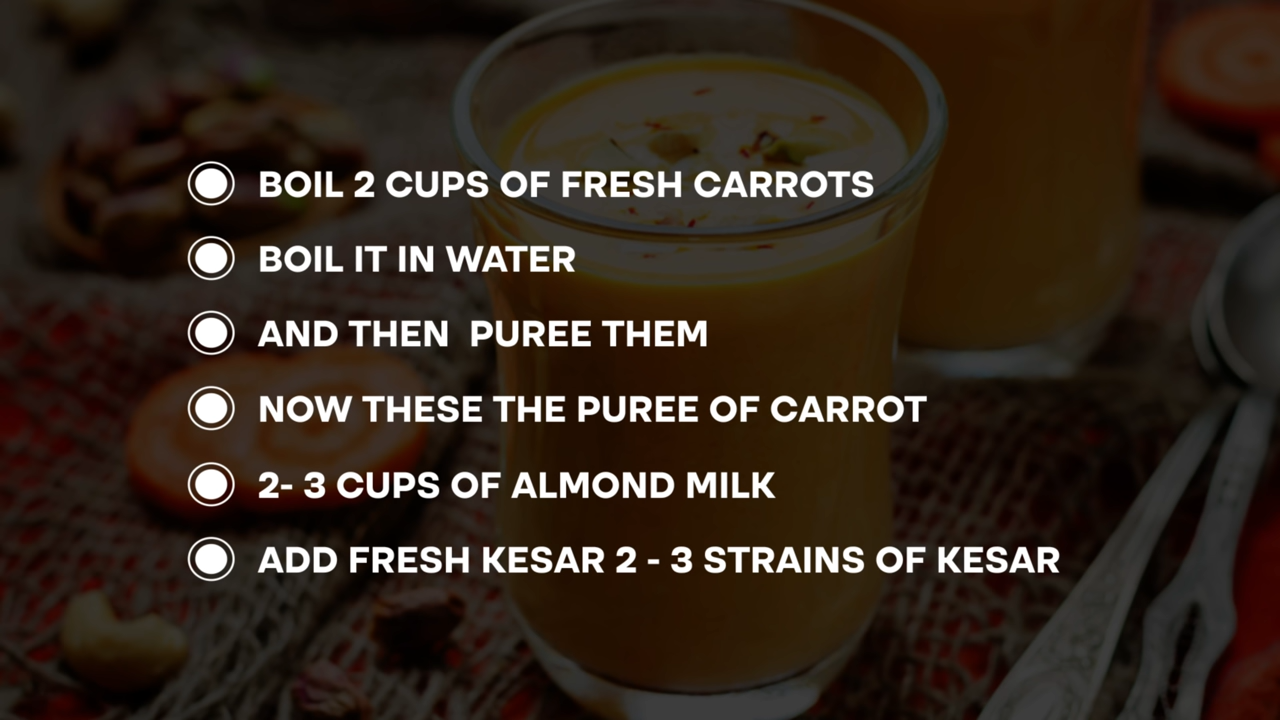 BOIL 2 CUPS OF FRESH CARROTS
BOIL IT IN WATER
AND THEN  PUREE THEM
NOW THESE THE PUREE OF CARROT
2- 3 CUPS OF ALMOND MILK
ADD FRESH KESAR 2 - 3 STRAINS OF KESAR